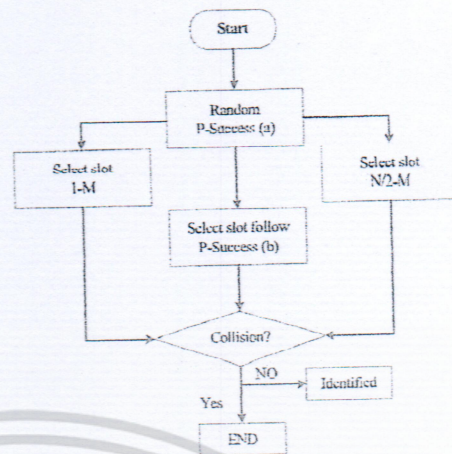 Start
Random
P-Success (a)
Select slot
1-M
Select slot
N/2-M
Select slot follow
P-Success (b)
Collision?
NO
Identified
Yes
END